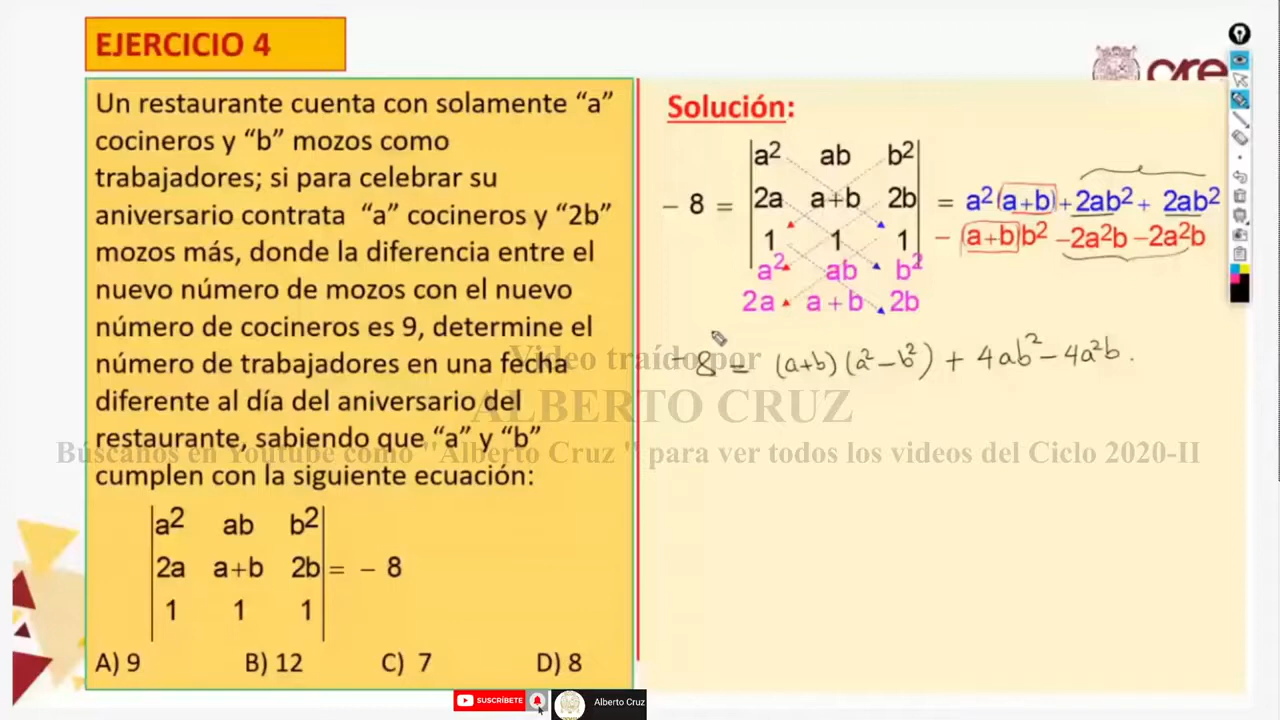 EJERCICIO 4
Un restaurante cuenta con solamente “a”
cocineros y “b” mozos como
trabajadores; si para celebrar su
aniversario contrata “a” cocineros y “2b”
mozos más, donde la diferencia entre el
nuevo número de mozos con el nuevo
número de cocineros es 9, determine el
número de trabajadores en una fecha
diferente al día del aniversario del
restaurante, sabiendo que “a” y “b”
cumplen con la siguiente ecuación:
a² ab b²
2a a+b 2b = - 8
1 1 1
A) 9 B) 12 C) 7 D) 8
cre
Solución:
a² ab b²
- 8 = 2a a+b 2b = a²(a+b)+2ab²+ 2ab²
1 1 1 - (a+b)b² -2a²b -2a²b
a² ab b²
2a a + b 2b
-8 = (a+b)(a²-b²) + 4ab² - 4a²b.
Video traído por
ALBERTO CRUZ
Búscanos en Youtube como "Alberto Cruz " para ver todos los videos del Ciclo 2020-II
SUSCRÍBETE
Alberto Cruz